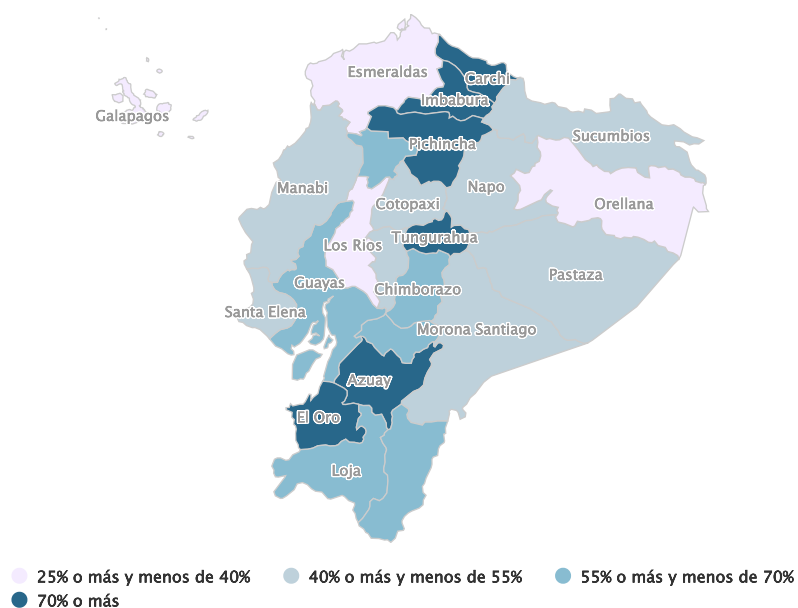 Esmeraldas
Carchi
Imbabura
Galapagos
Sucumbios
Pichincha
Manabi
Napo
Cotopaxi
Orellana
Tungurahua
Los Rios
Pastaza
Guayas
Chimborazo
Santa Elena
Morona Santiago
Azuay
El Oro
Loja
25% o más y menos de 40%
40% o más y menos de 55%
55% o más y menos de 70%
70% o más